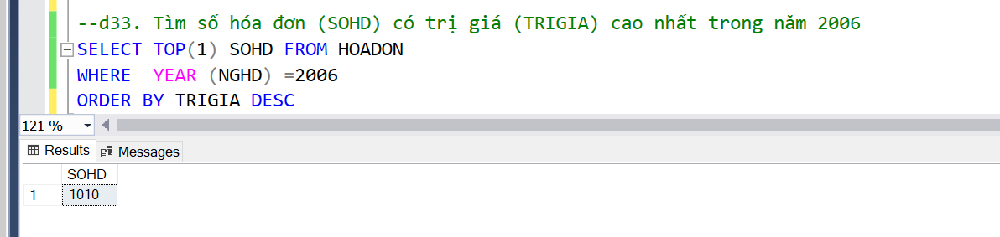 --d33. Tìm số hóa đơn (SOHD) có trị giá (TRIGIA) cao nhất trong năm 2006
SELECT TOP(1) SOHD FROM HOADON
WHERE  YEAR (NGHD) =2006
ORDER BY TRIGIA DESC
121 %
Results Messages
SOHD
1 1010